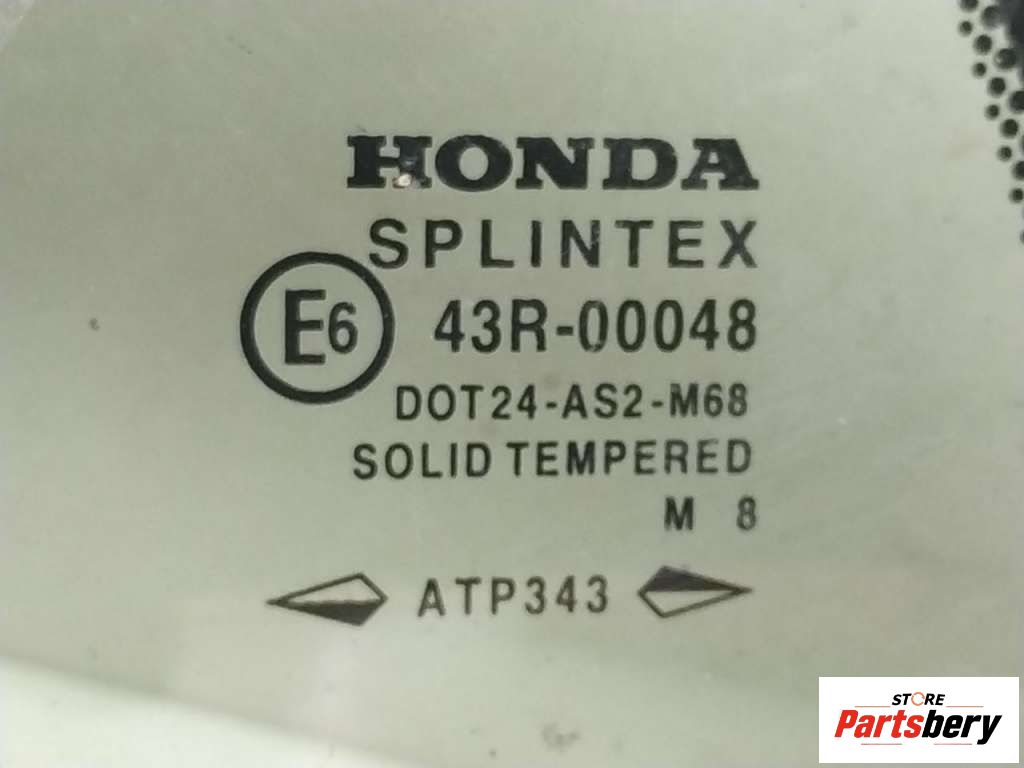 HONDA
SPLINTEX
E6 43R-00048
DOT24-AS2-M68
SOLID TEMPERED
M 8
ATP343
STORE
Partsbery